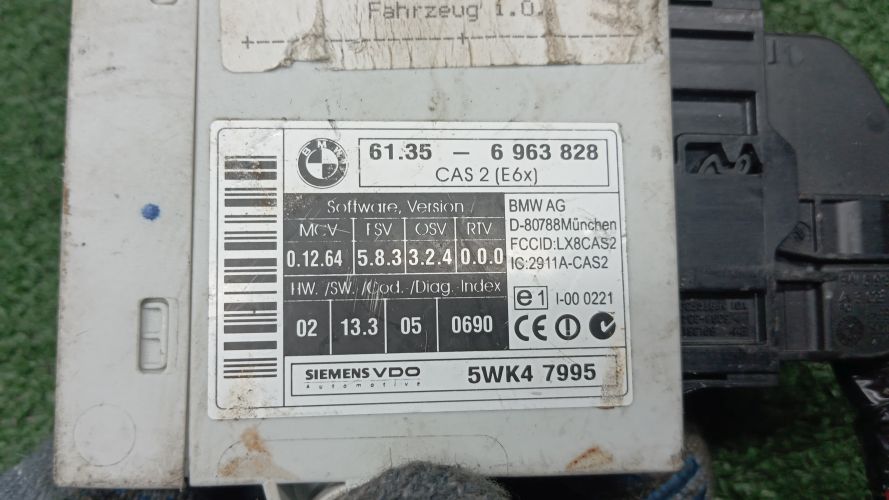 Fahrzeug i.O.
BMW
61.35 – 6 963 828
CAS 2 (E6x)
Software, Version
MCV FSV OSV RTV
0.12.64 5.8.3 3.2.4 0.0.0
HW. /SW. /Cod. /Diag.-Index
02 13.3 05 0690
BMW AG
D-80788München
FCCID:LX8CAS2
IC:2911A-CAS2
e1 I-00 0221
CE
SIEMENS VDO
Automotive
5WK4 7995